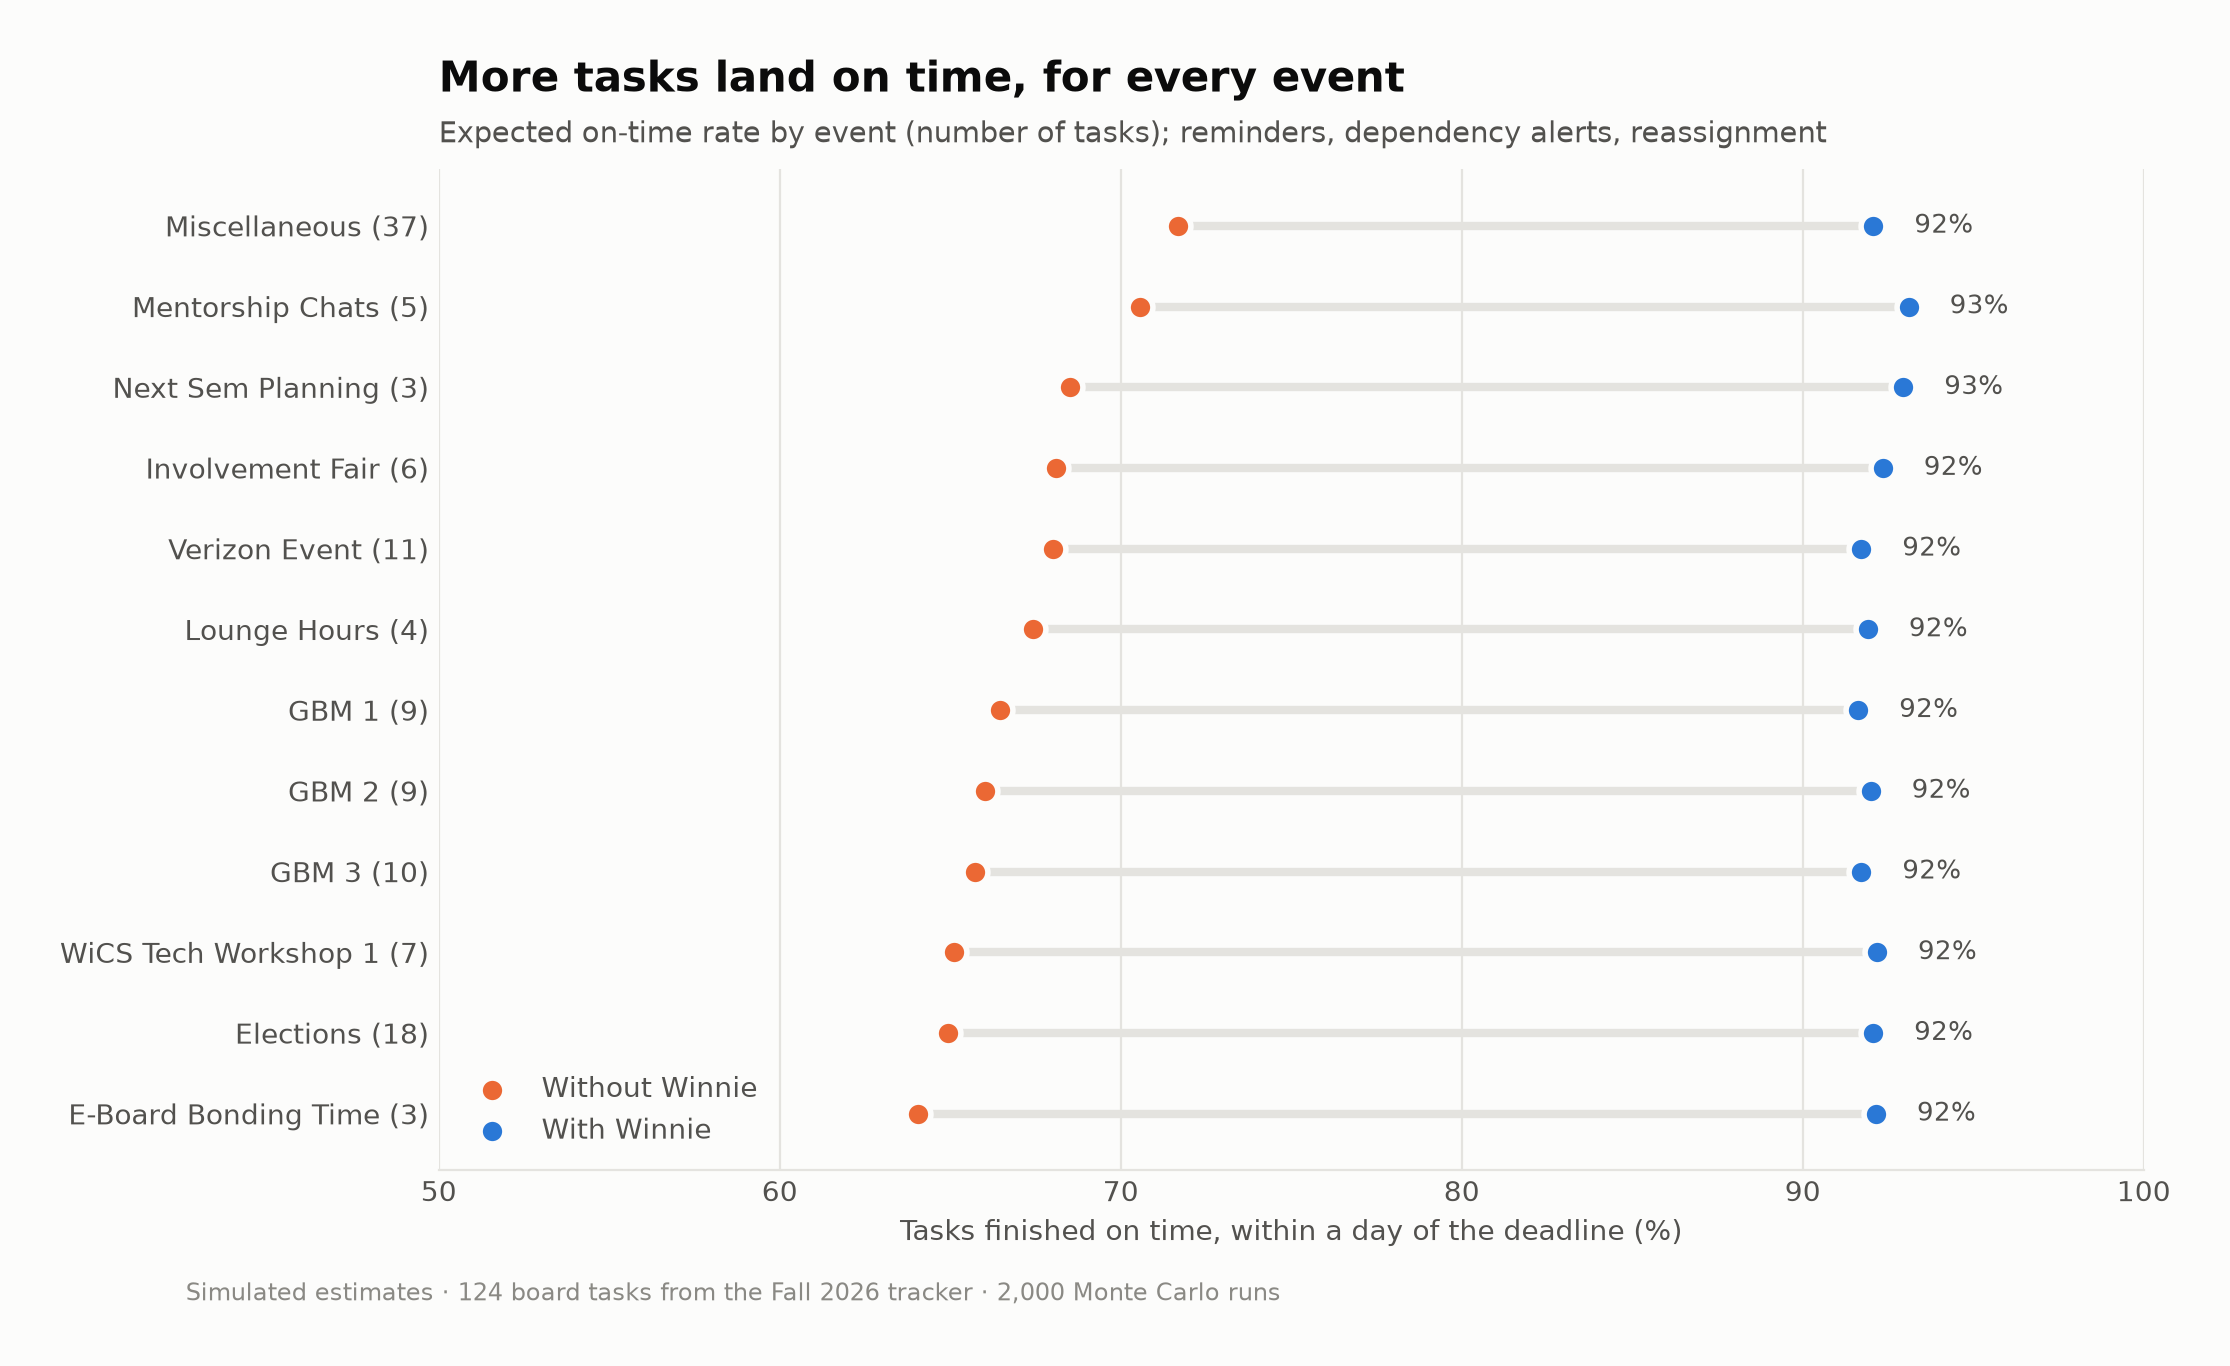 More tasks land on time, for every event
Expected on-time rate by event (number of tasks); reminders, dependency alerts, reassignment
Miscellaneous (37) 92%
Mentorship Chats (5) 93%
Next Sem Planning (3) 93%
Involvement Fair (6) 92%
Verizon Event (11) 92%
Lounge Hours (4) 92%
GBM 1 (9) 92%
GBM 2 (9) 92%
GBM 3 (10) 92%
WiCS Tech Workshop 1 (7) 92%
Elections (18) 92%
Without Winnie
E-Board Bonding Time (3) 92%
With Winnie
50 60 70 80 90 100
Tasks finished on time, within a day of the deadline (%)
Simulated estimates · 124 board tasks from the Fall 2026 tracker · 2,000 Monte Carlo runs